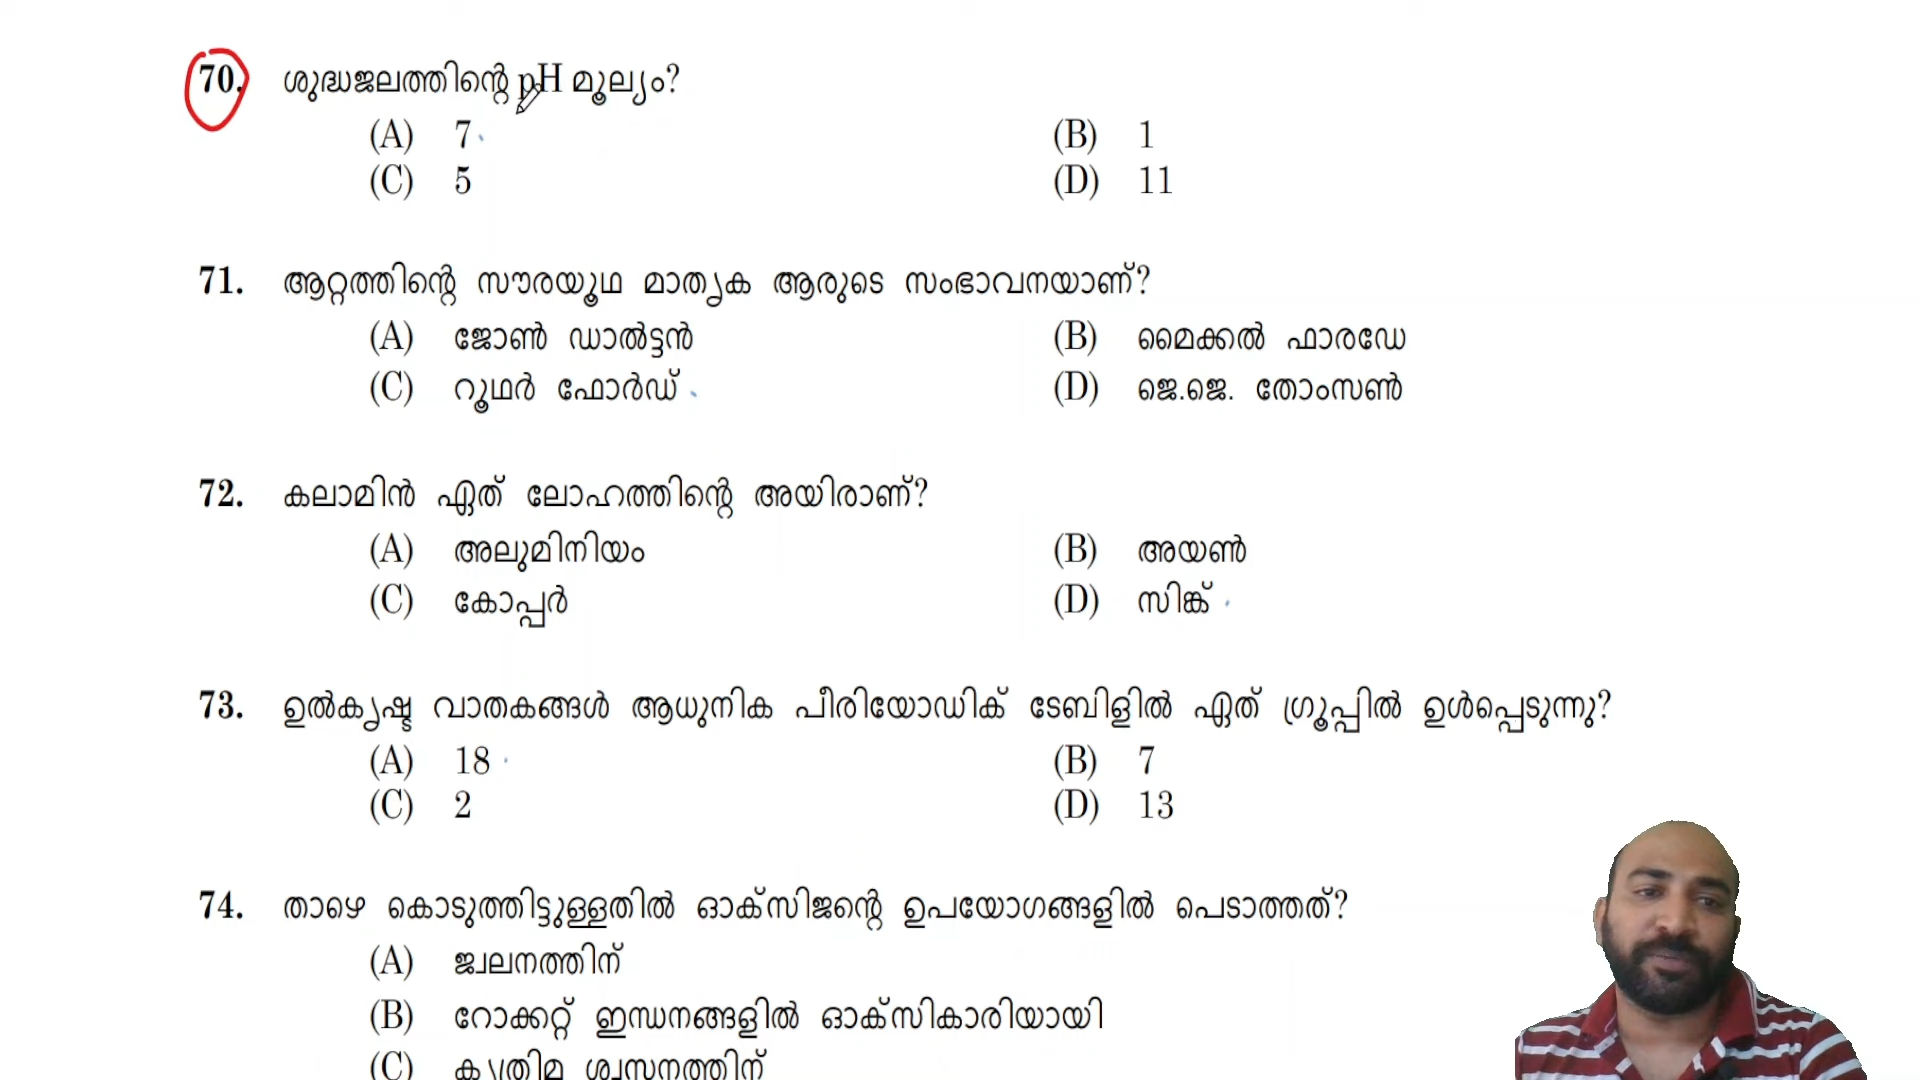 70. ശുദ്ധജലത്തിന്റെ pH മൂല്യം?
(A) 7 (B) 1
(C) 5 (D) 11
71. ആറ്റത്തിന്റെ സൗരയൂഥ മാതൃക ആരുടെ സംഭാവനയാണ്?
(A) ജോൺ ഡാൽട്ടൻ (B) മൈക്കൽ ഫാരഡേ
(C) റൂഥർ ഫോർഡ് (D) ജെ.ജെ. തോംസൺ
72. കലാമിൻ ഏത് ലോഹത്തിന്റെ അയിരാണ്?
(A) അലുമിനിയം (B) അയൺ
(C) കോപ്പർ (D) സിങ്ക്
73. ഉൽകൃഷ്ട വാതകങ്ങൾ ആധുനിക പീരിയോഡിക് ടേബിളിൽ ഏത് ഗ്രൂപ്പിൽ ഉൾപ്പെടുന്നു?
(A) 18 (B) 7
(C) 2 (D) 13
74. താഴെ കൊടുത്തിട്ടുള്ളതിൽ ഓക്സിജന്റെ ഉപയോഗങ്ങളിൽ പെടാത്തത്?
(A) ജ്വലനത്തിന്
(B) റോക്കറ്റ് ഇന്ധനങ്ങളിൽ ഓക്സികാരിയായി
(C) കൃത്രിമ ശ്വസനത്തിന്